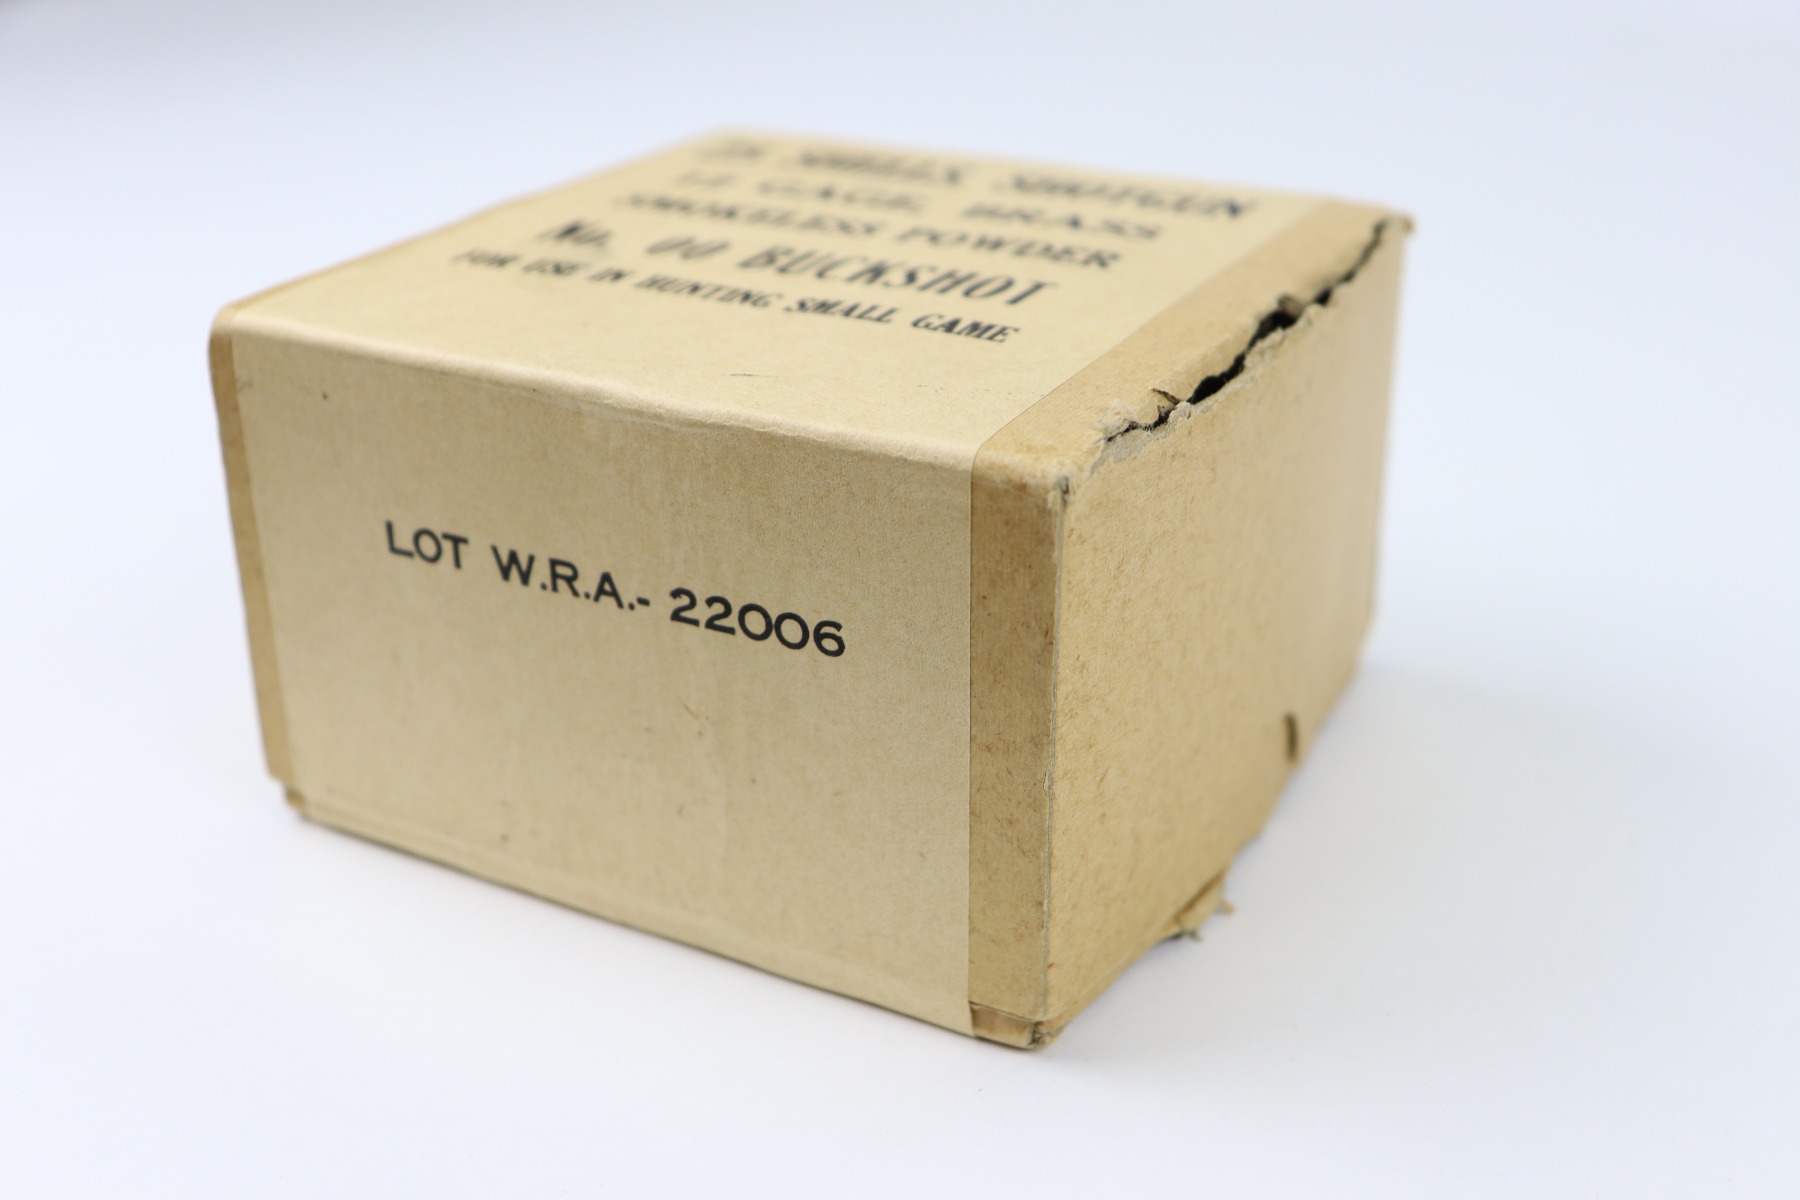 25 SHELLS, SHOTGUN
12 GAGE, BRASS
SMOKELESS POWDER
No. 00 BUCKSHOT
FOR USE IN HUNTING SMALL GAME
LOT W.R.A.- 22006